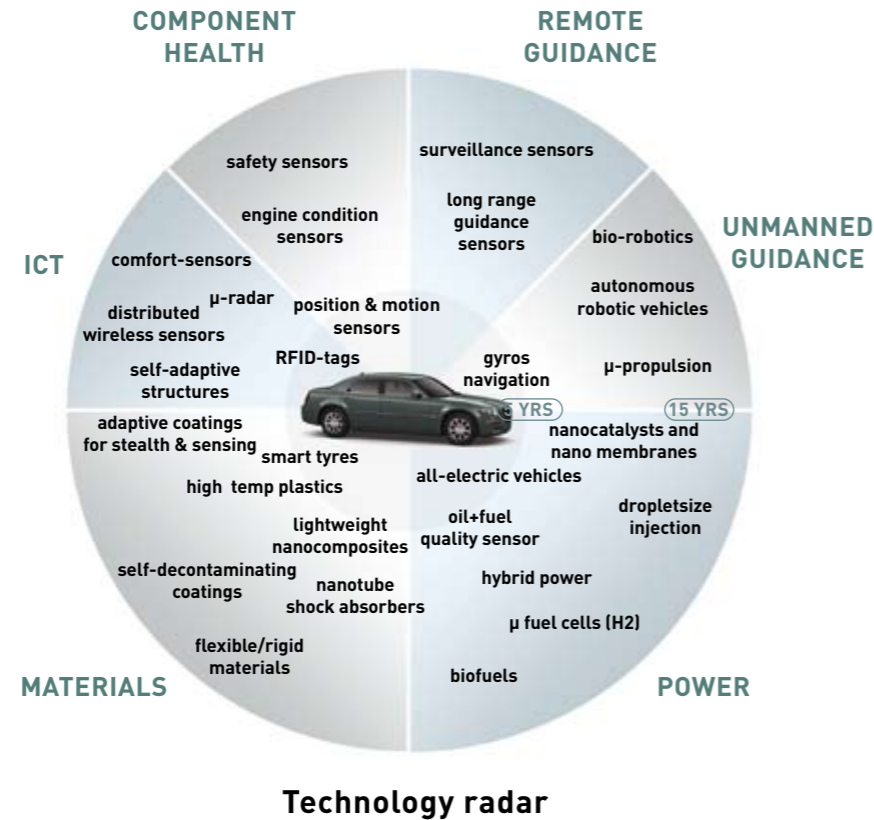 COMPONENT
HEALTH
REMOTE
GUIDANCE
safety sensors
surveillance sensors
engine condition
sensors
long range
guidance
sensors
bio-robotics
UNMANNED
GUIDANCE
ICT
comfort-sensors
μ-radar
distributed
wireless sensors
position & motion
sensors
autonomous
robotic vehicles
self-adaptive
structures
RFID-tags
gyros
navigation
μ-propulsion
YRS
15 YRS
adaptive coatings
for stealth & sensing
smart tyres
high temp plastics
nanocatalysts and
nano membranes
all-electric vehicles
lightweight
nanocomposites
oil+fuel
quality sensor
dropletsize
injection
self-decontaminating
coatings
nanotube
shock absorbers
hybrid power
μ fuel cells (H2)
flexible/rigid
materials
biofuels
MATERIALS
POWER
Technology radar